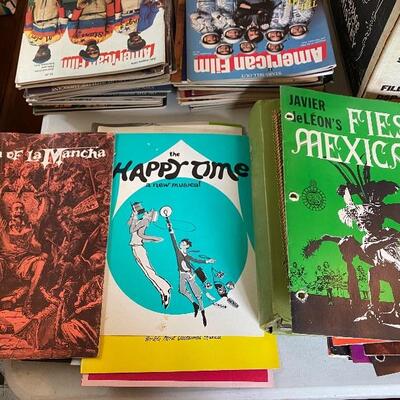 American Film
American Film
OF LA MANCHA
the
HAPPY TIME
a new musical
JAVIER
deLEÓN'S
FIES
MEXICA